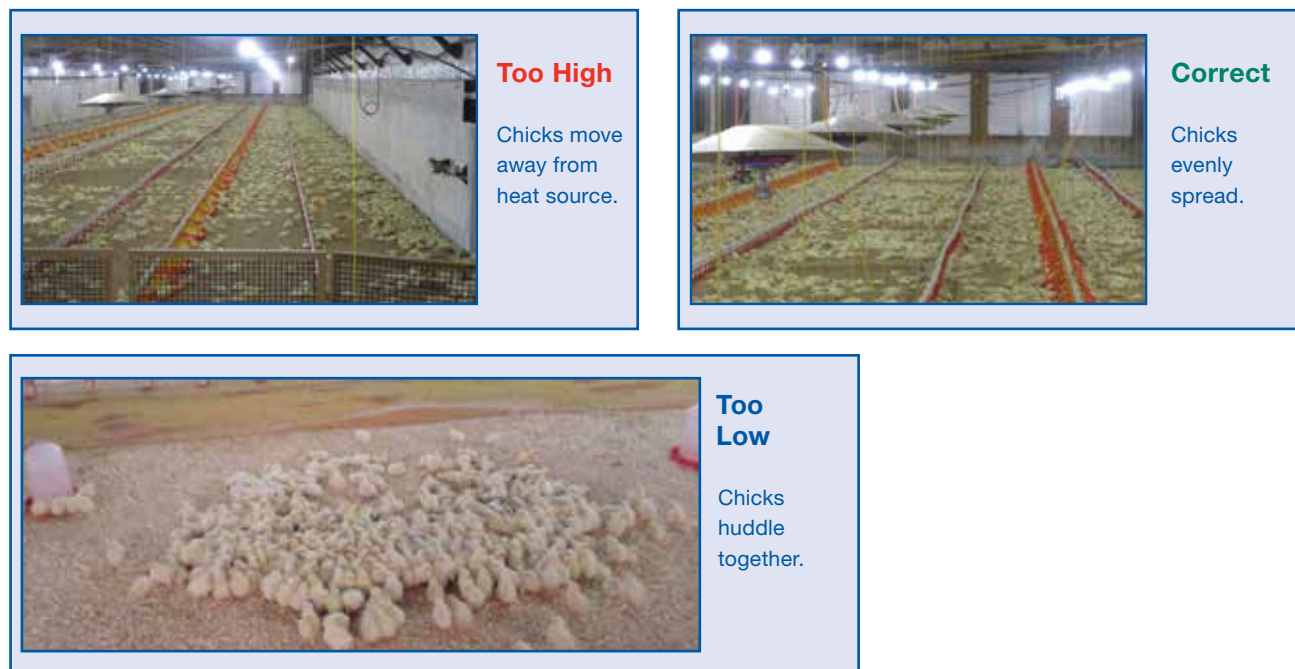 Too High
Chicks move
away from
heat source.
Correct
Chicks
evenly
spread.
Too
Low
Chicks
huddle
together.